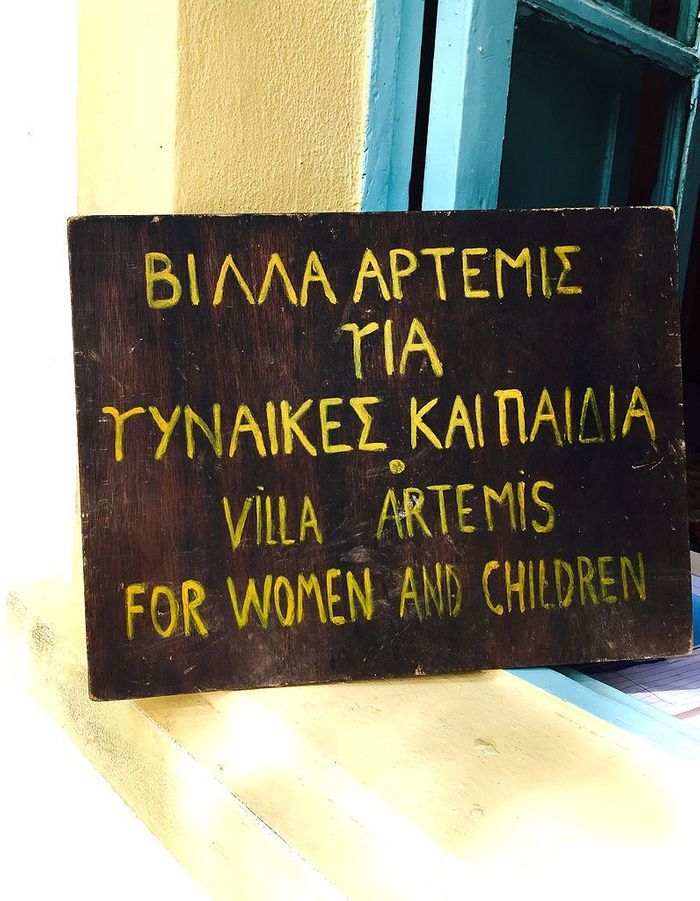 ΒΙΛΛΑ ΑΡΤΕΜΙΣ
ΓΙΑ
ΓΥΝΑΙΚΕΣ ΚΑΙ ΠΑΙΔΙΑ
VILLA ARTEMIS
FOR WOMEN AND CHILDREN